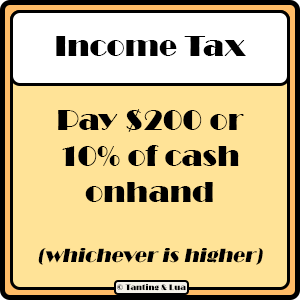 Income Tax
Pay $200 or
10% of cash
onhand
(whichever is higher)
© Tanting & Lua